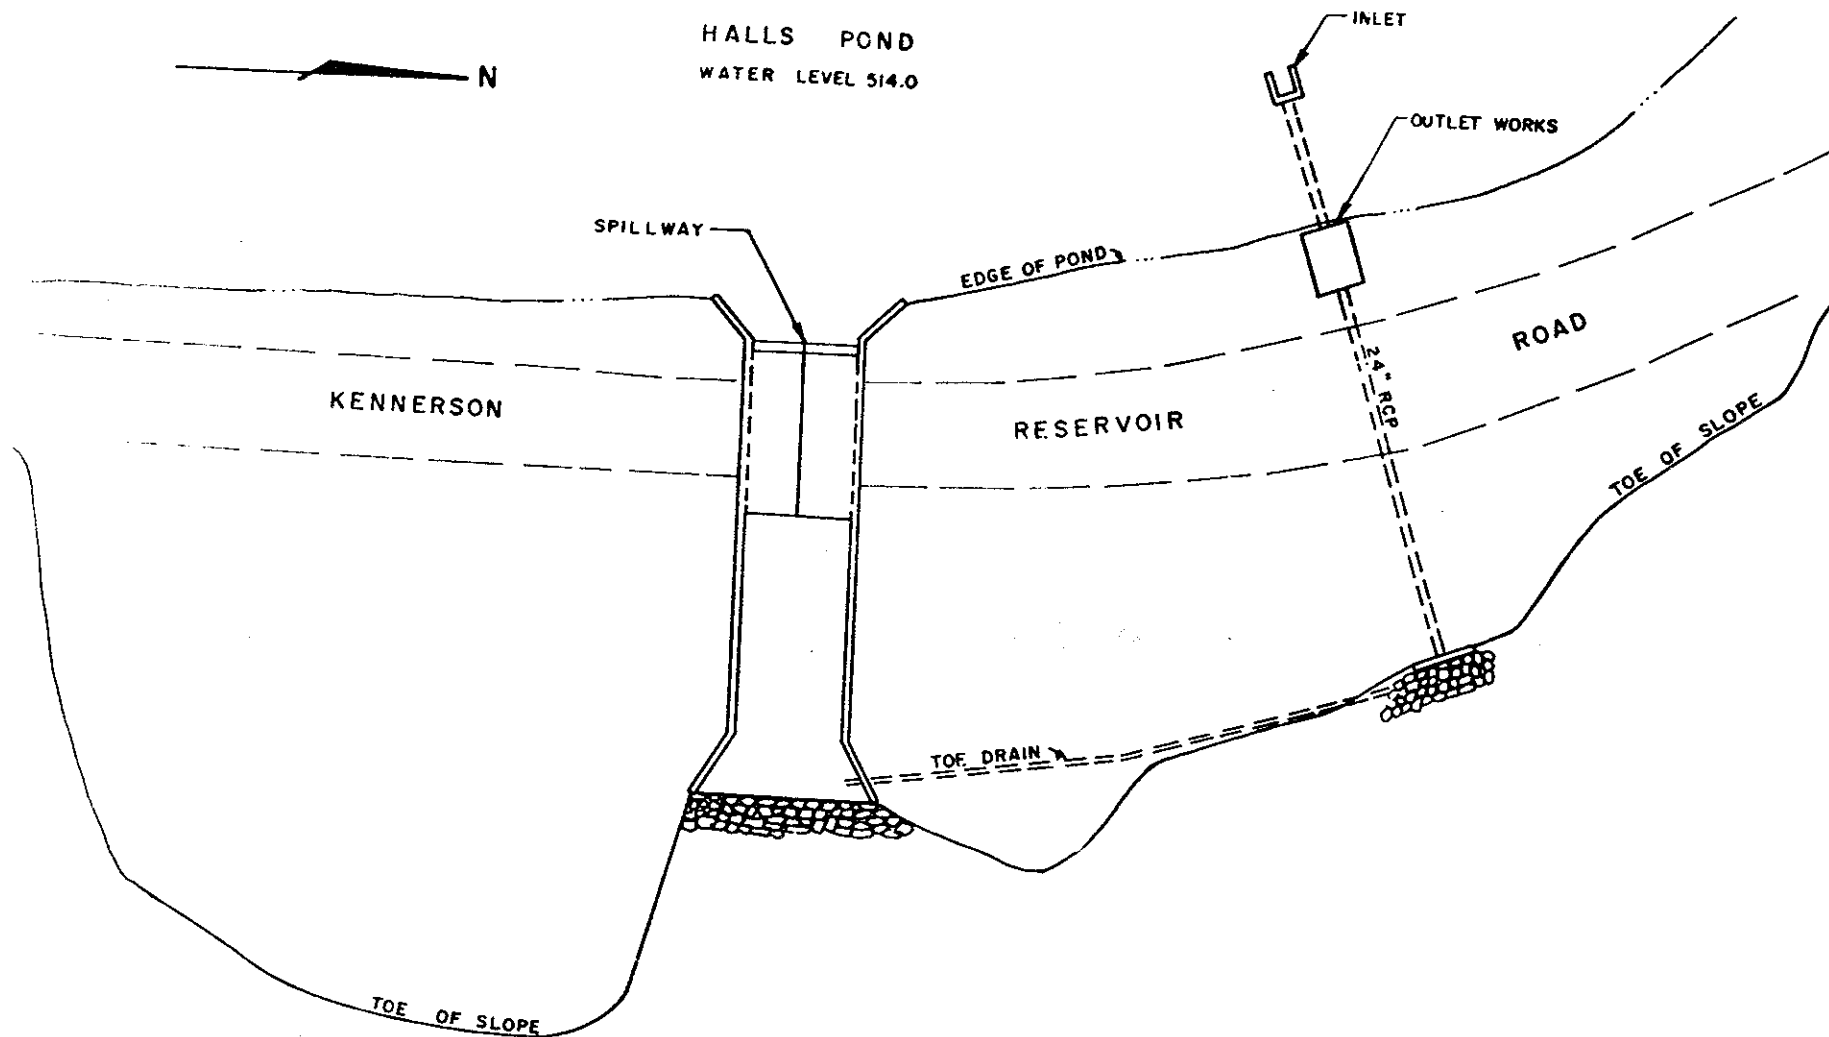 INLET
HALLS POND
N
WATER LEVEL 514.0
OUTLET WORKS
SPILLWAY
EDGE OF POND
ROAD
24" RCP
KENNERSON
RESERVOIR
TOE OF SLOPE
TOE DRAIN
TOE OF SLOPE